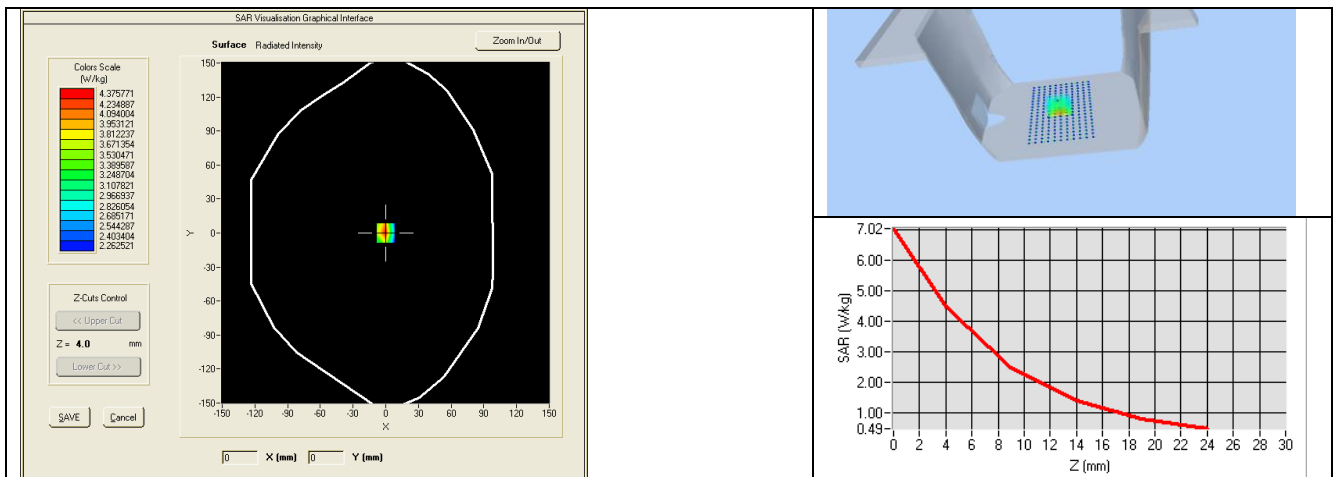 SAR Visualisation Graphical Interface
Surface Radiated Intensity
Zoom In/Out
Colors Scale
(W/kg)
4.375771
4.234887
4.094004
3.953121
3.812237
3.671354
3.530471
3.389587
3.248704
3.107821
2.966937
2.826054
2.685171
2.544287
2.403404
2.262521
Z-Cuts Control
<< Upper Cut
Z = 4.0 mm
Lower Cut >>
SAVE Cancel
150
120
90
60
30
0
-30
-60
-90
-120
-150
Y
-150 -120 -90 -60 -30 0 30 60 90 120 150
X
0 X (mm) 0 Y (mm)
7.02
6.00
5.00
4.00
3.00
2.00
1.00
0.49
SAR (W/kg)
0 2 4 6 8 10 12 14 16 18 20 22 24 26 28 30
Z (mm)